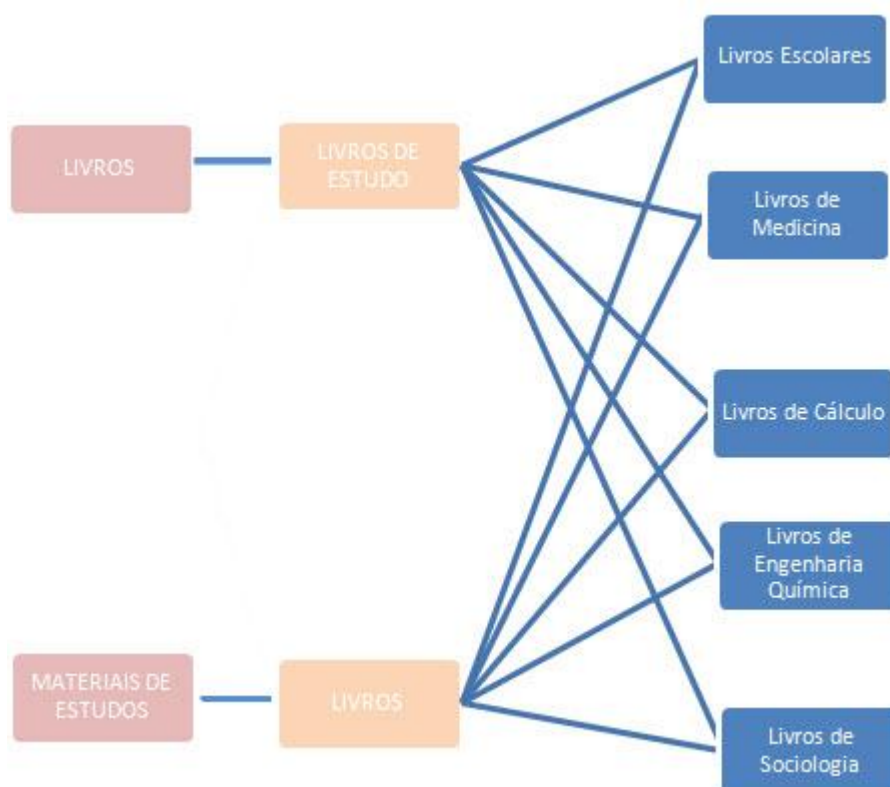 LIVROS
LIVROS DE
ESTUDO
MATERIAIS DE
ESTUDOS
LIVROS
Livros Escolares
Livros de
Medicina
Livros de Cálculo
Livros de
Engenharia
Química
Livros de
Sociologia